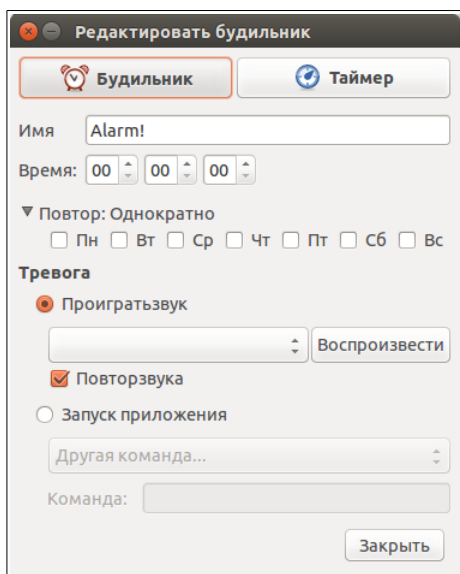 Редактировать будильник
Будильник Таймер
Имя Alarm!
Время: 00 00 00
Повтор: Однократно
Пн Вт Ср Чт Пт Сб Вс
Тревога
Проигратьзвук
Воспроизвести
Повторзвука
Запуск приложения
Другая команда...
Команда:
Закрыть